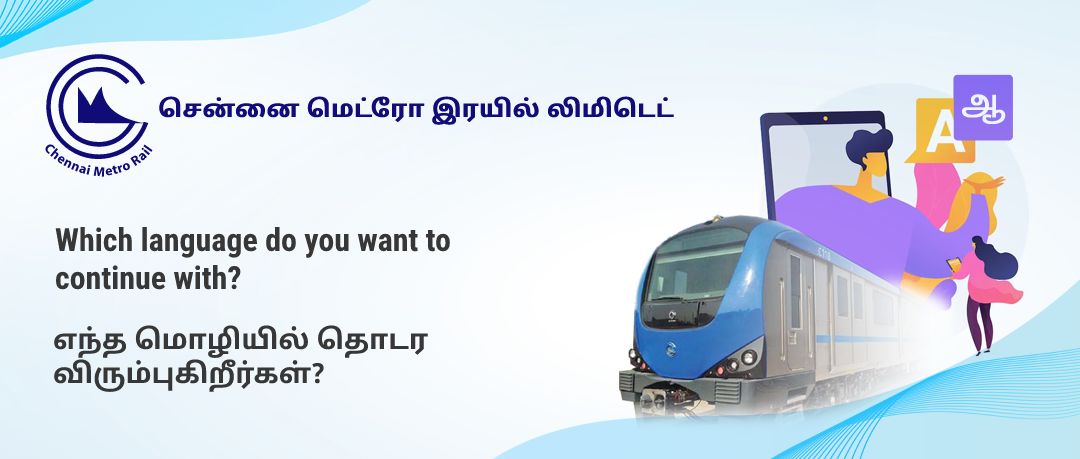 சென்னை மெட்ரோ இரயில் லிமிடெட்
Chennai Metro Rail
A
ஆ
Which language do you want to
continue with?
எந்த மொழியில் தொடர
விரும்புகிறீர்கள்?